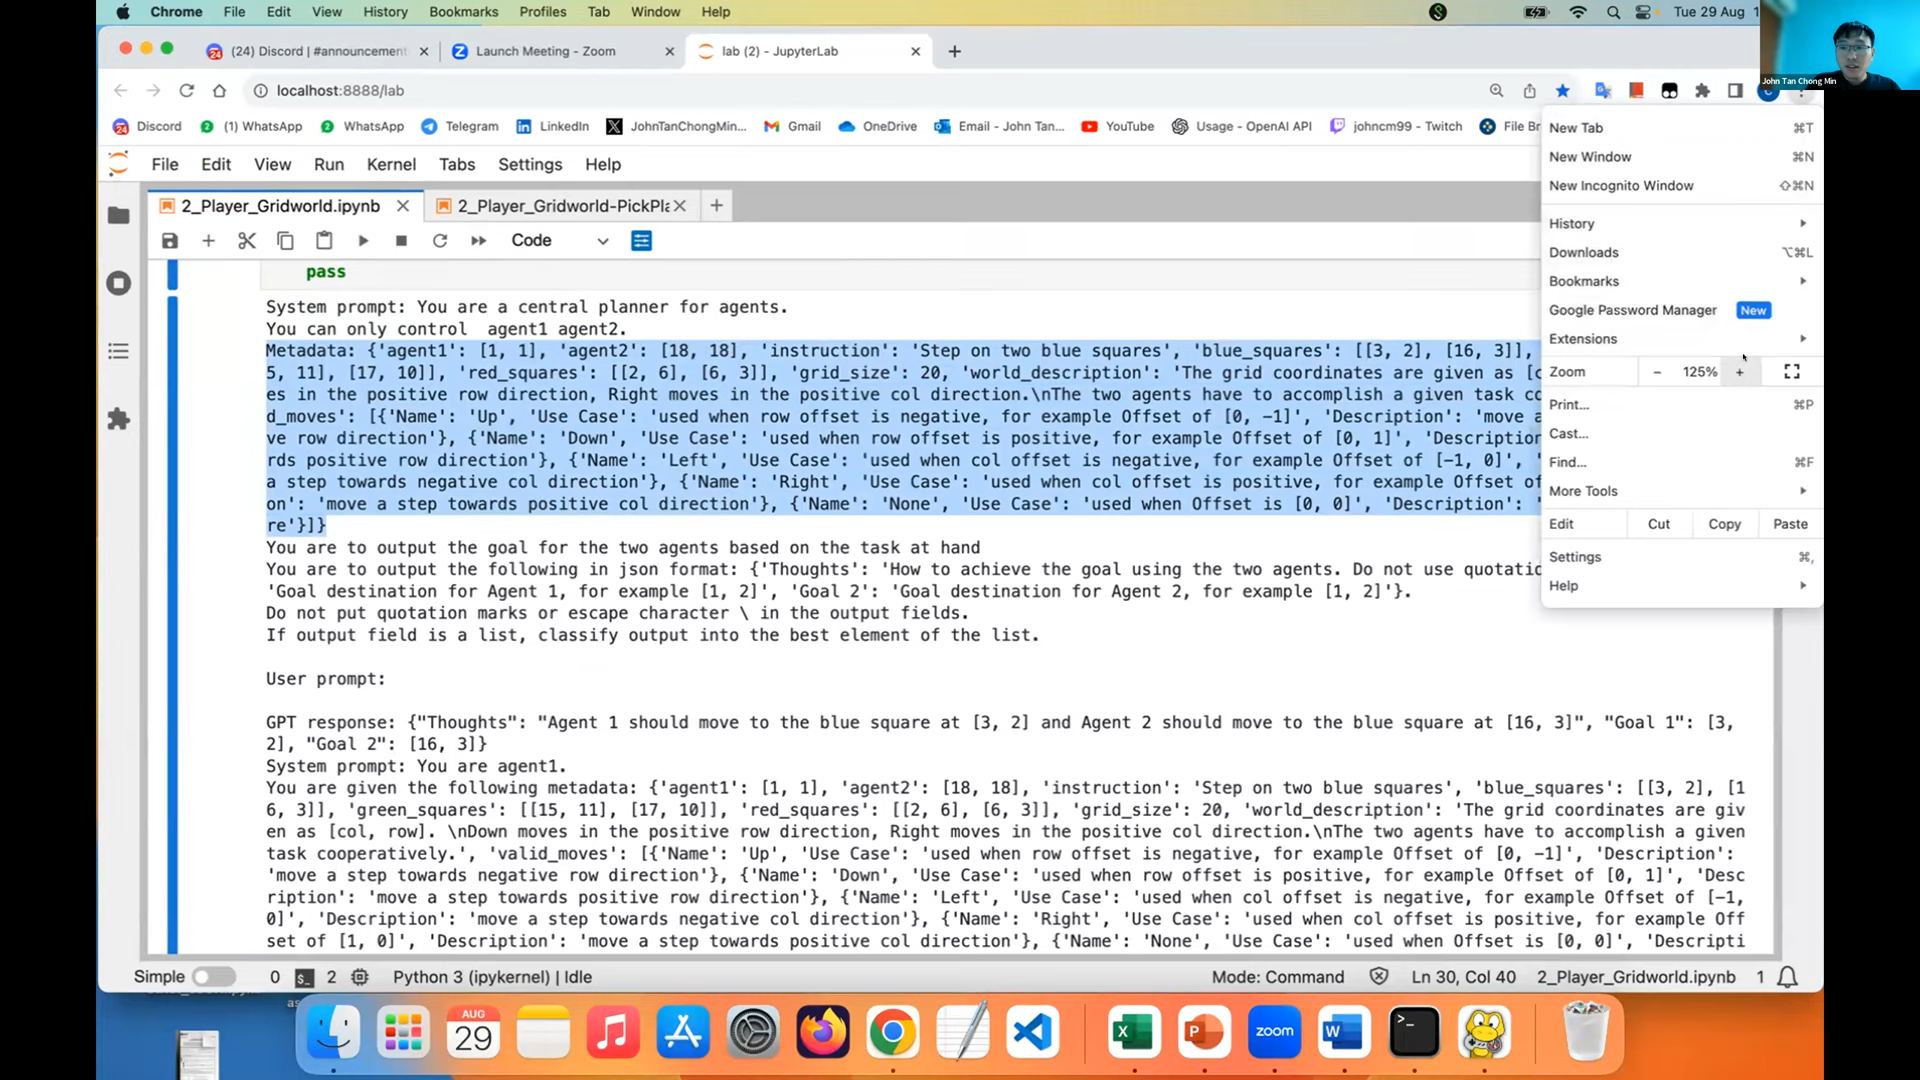 Chrome File Edit View History Bookmarks Profiles Tab Window Help
Tue 29 Aug 1
John Tan Chong Min
(24) Discord | #announcement
Launch Meeting - Zoom
lab (2) - JupyterLab
localhost:8888/lab
Discord
(1) WhatsApp
WhatsApp
Telegram
LinkedIn
JohnTanChongMin...
Gmail
OneDrive
Email - John Tan...
YouTube
Usage - OpenAI API
johncm99 - Twitch
File Br
File Edit View Run Kernel Tabs Settings Help
2_Player_Gridworld.ipynb
2_Player_Gridworld-PickPla
Code
pass
System prompt: You are a central planner for agents.
You can only control  agent1 agent2.
Metadata: {'agent1': [1, 1], 'agent2': [18, 18], 'instruction': 'Step on two blue squares', 'blue_squares': [[3, 2], [16, 3]],
5, 11], [17, 10]], 'red_squares': [[2, 6], [6, 3]], 'grid_size': 20, 'world_description': 'The grid coordinates are given as [c
es in the positive row direction, Right moves in the positive col direction.\nThe two agents have to accomplish a given task co
d_moves': [{'Name': 'Up', 'Use Case': 'used when row offset is negative, for example Offset of [0, -1]', 'Description': 'move a
ve row direction'}, {'Name': 'Down', 'Use Case': 'used when row offset is positive, for example Offset of [0, 1]', 'Description
rds positive row direction'}, {'Name': 'Left', 'Use Case': 'used when col offset is negative, for example Offset of [-1, 0]', '
a step towards negative col direction'}, {'Name': 'Right', 'Use Case': 'used when col offset is positive, for example Offset of
on': 'move a step towards positive col direction'}, {'Name': 'None', 'Use Case': 'used when Offset is [0, 0]', 'Description': '
re'}]}
You are to output the goal for the two agents based on the task at hand
You are to output the following in json format: {'Thoughts': 'How to achieve the goal using the two agents. Do not use quotatio
'Goal destination for Agent 1, for example [1, 2]', 'Goal 2': 'Goal destination for Agent 2, for example [1, 2]'}.
Do not put quotation marks or escape character \ in the output fields.
If output field is a list, classify output into the best element of the list.
User prompt:
GPT response: {"Thoughts": "Agent 1 should move to the blue square at [3, 2] and Agent 2 should move to the blue square at [16, 3]", "Goal 1": [3,
2], "Goal 2": [16, 3]}
System prompt: You are agent1.
You are given the following metadata: {'agent1': [1, 1], 'agent2': [18, 18], 'instruction': 'Step on two blue squares', 'blue_squares': [[3, 2], [1
6, 3]], 'green_squares': [[15, 11], [17, 10]], 'red_squares': [[2, 6], [6, 3]], 'grid_size': 20, 'world_description': 'The grid coordinates are giv
en as [col, row]. \nDown moves in the positive row direction, Right moves in the positive col direction.\nThe two agents have to accomplish a given
task cooperatively.', 'valid_moves': [{'Name': 'Up', 'Use Case': 'used when row offset is negative, for example Offset of [0, -1]', 'Description':
'move a step towards negative row direction'}, {'Name': 'Down', 'Use Case': 'used when row offset is positive, for example Offset of [0, 1]', 'Desc
ription': 'move a step towards positive row direction'}, {'Name': 'Left', 'Use Case': 'used when col offset is negative, for example Offset of [-1,
0]', 'Description': 'move a step towards negative col direction'}, {'Name': 'Right', 'Use Case': 'used when col offset is positive, for example Off
set of [1, 0]', 'Description': 'move a step towards positive col direction'}, {'Name': 'None', 'Use Case': 'used when Offset is [0, 0]', 'Descripti
New Tab ⌘T
New Window ⌘N
New Incognito Window ⇧⌘N
History
Downloads ⌥⌘L
Bookmarks
Google Password Manager New
Extensions
Zoom − 125% +
Print... ⌘P
Cast...
Find... ⌘F
More Tools
Edit Cut Copy Paste
Settings ⌘,
Help
Simple 0 2 Python 3 (ipykernel) | Idle
Mode: Command Ln 30, Col 40 2_Player_Gridworld.ipynb 1
AUG
29
zoom